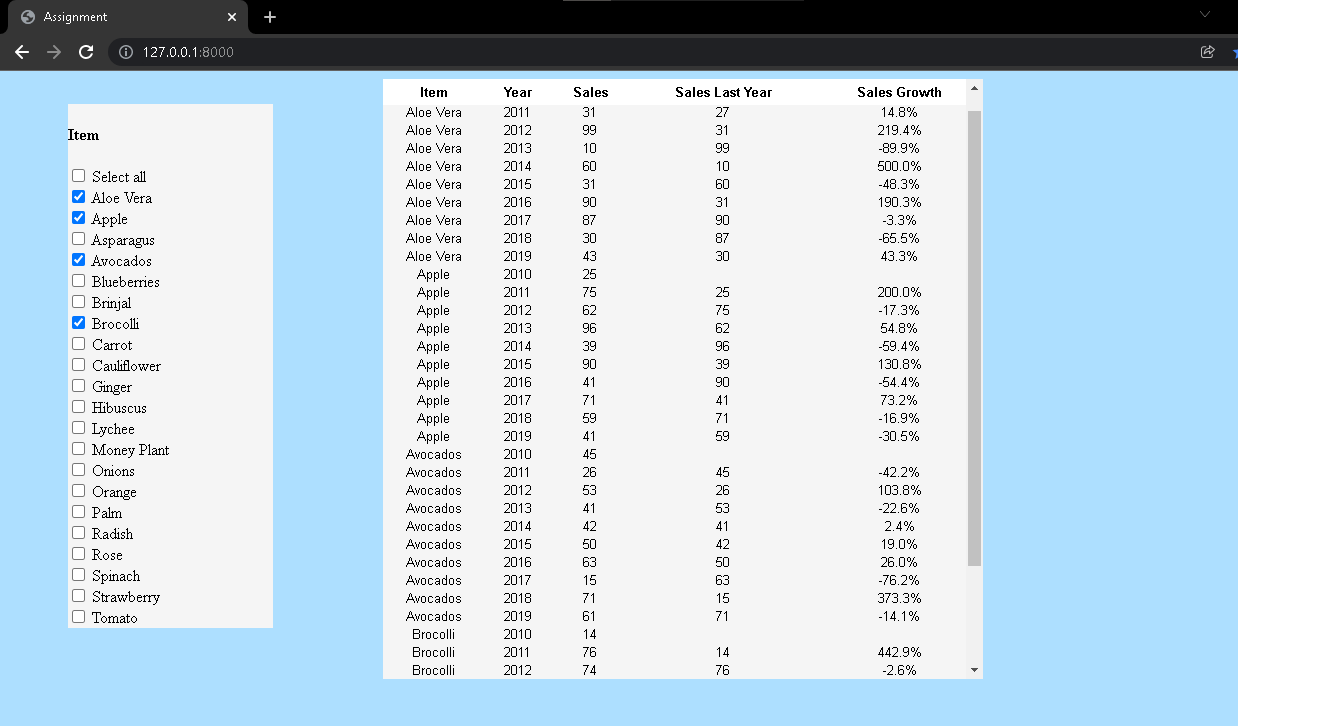 Assignment
127.0.0.1:8000
Item
Select all
Aloe Vera
Apple
Asparagus
Avocados
Blueberries
Brinjal
Brocolli
Carrot
Cauliflower
Ginger
Hibuscus
Lychee
Money Plant
Onions
Orange
Palm
Radish
Rose
Spinach
Strawberry
Tomato
Item Year Sales Sales Last Year Sales Growth
Aloe Vera 2011 31 27 14.8%
Aloe Vera 2012 99 31 219.4%
Aloe Vera 2013 10 99 -89.9%
Aloe Vera 2014 60 10 500.0%
Aloe Vera 2015 31 60 -48.3%
Aloe Vera 2016 90 31 190.3%
Aloe Vera 2017 87 90 -3.3%
Aloe Vera 2018 30 87 -65.5%
Aloe Vera 2019 43 30 43.3%
Apple 2010 25
Apple 2011 75 25 200.0%
Apple 2012 62 75 -17.3%
Apple 2013 96 62 54.8%
Apple 2014 39 96 -59.4%
Apple 2015 90 39 130.8%
Apple 2016 41 90 -54.4%
Apple 2017 71 41 73.2%
Apple 2018 59 71 -16.9%
Apple 2019 41 59 -30.5%
Avocados 2010 45
Avocados 2011 26 45 -42.2%
Avocados 2012 53 26 103.8%
Avocados 2013 41 53 -22.6%
Avocados 2014 42 41 2.4%
Avocados 2015 50 42 19.0%
Avocados 2016 63 50 26.0%
Avocados 2017 15 63 -76.2%
Avocados 2018 71 15 373.3%
Avocados 2019 61 71 -14.1%
Brocolli 2010 14
Brocolli 2011 76 14 442.9%
Brocolli 2012 74 76 -2.6%